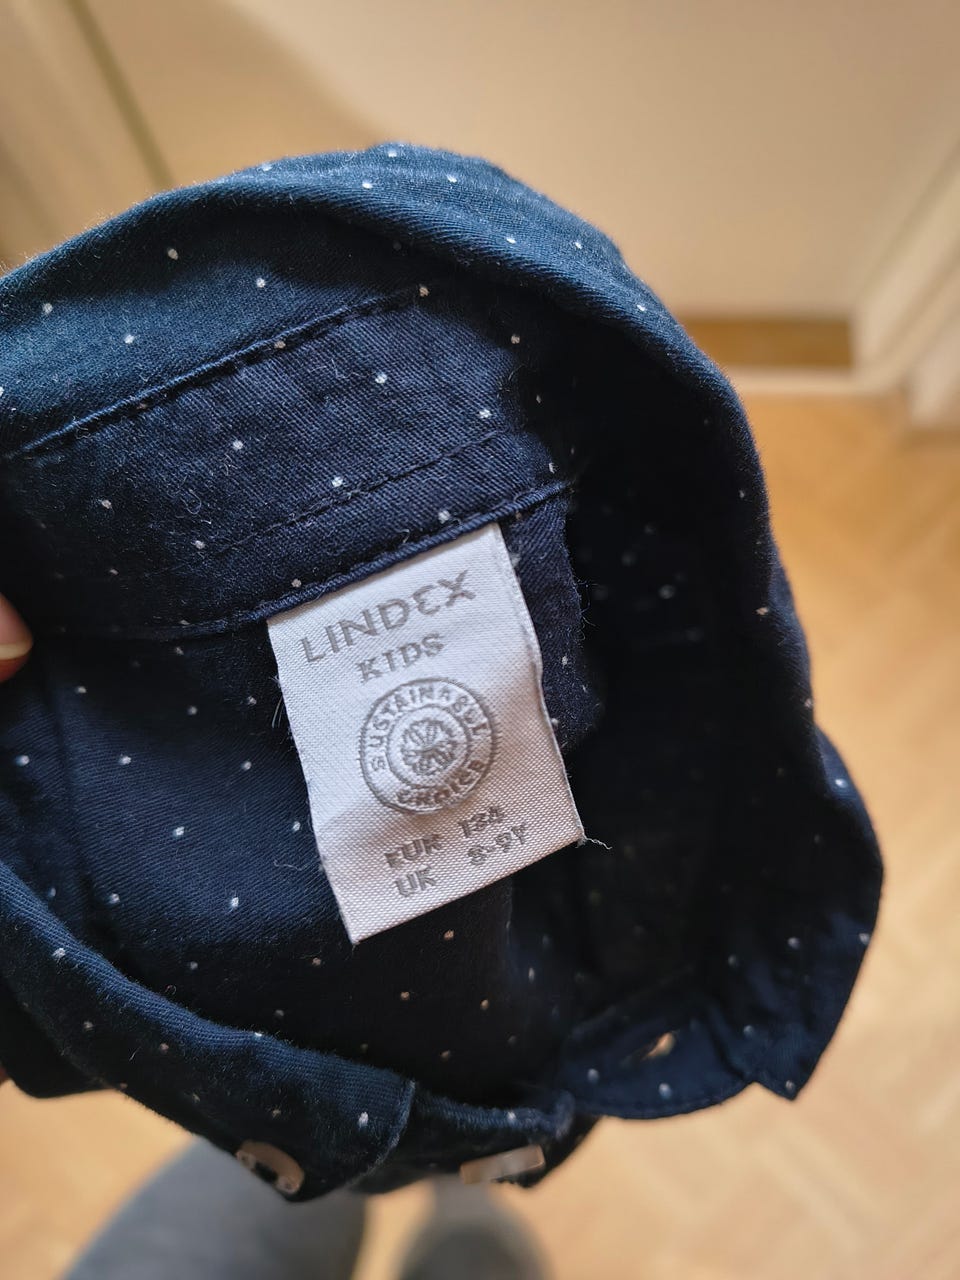 LINDEX
KIDS
SUSTAINABLE
CHOICE
EUR 134
UK 8-9Y